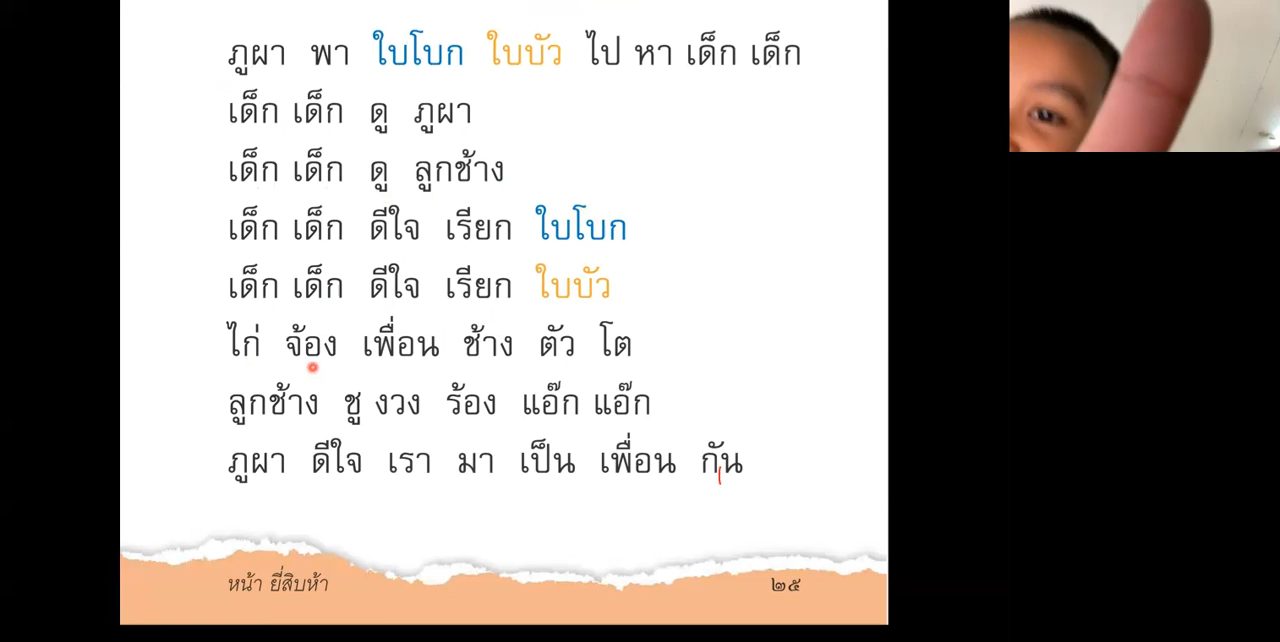 ภูผา พา ใบโบก ใบบัว ไป หา เด็ก เด็ก
เด็ก เด็ก ดู ภูผา
เด็ก เด็ก ดู ลูกช้าง
เด็ก เด็ก ดีใจ เรียก ใบโบก
เด็ก เด็ก ดีใจ เรียก ใบบัว
ไก่ จ้อง เพื่อน ช้าง ตัว โต
ลูกช้าง ชู งวง ร้อง แอ๊ก แอ๊ก
ภูผา ดีใจ เรา มา เป็น เพื่อน กัน
หน้า ยี่สิบห้า ๒๕